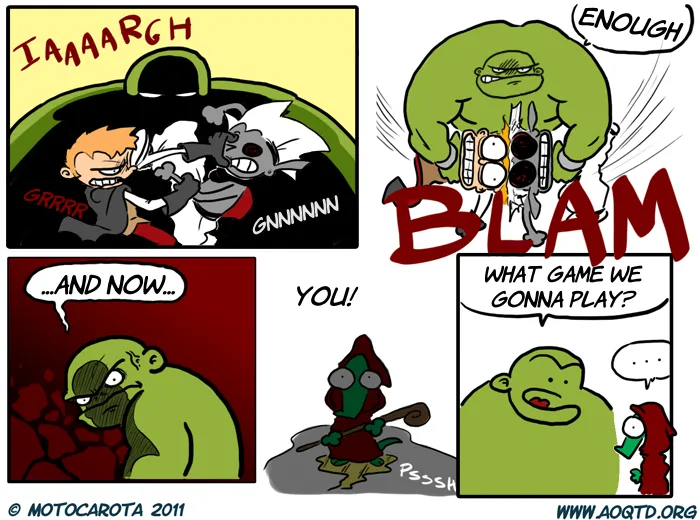 IAAAARGH
GRRRR
GNNNNNN
ENOUGH
BLAM
...AND NOW...
YOU!
PSSSH
WHAT GAME WE
GONNA PLAY?
...
© MOTOCAROTA 2011
WWW.AOQTD.ORG